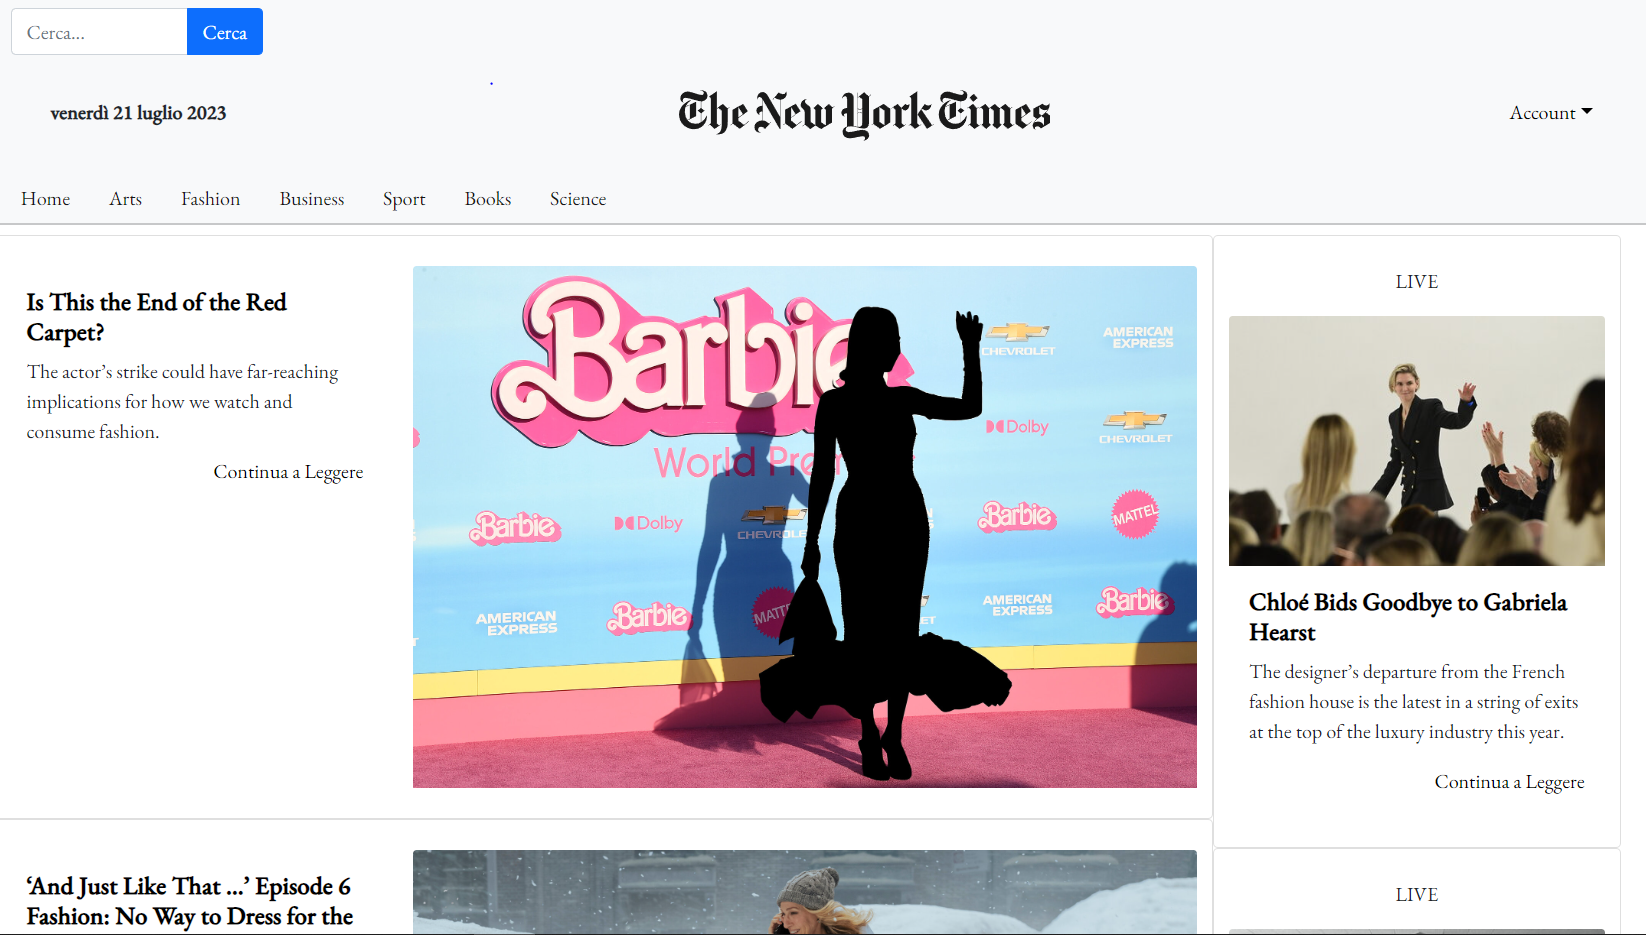 Cerca...
Cerca
venerdì 21 luglio 2023
The New York Times
Account
Home
Arts
Fashion
Business
Sport
Books
Science
Is This the End of the Red
Carpet?
The actor’s strike could have far-reaching
implications for how we watch and
consume fashion.
Continua a Leggere
Barbie
World Pre
CHEVROLET
AMERICAN
EXPRESS
Dolby
CHEVROLET
Barbie
Dolby
CHEVROLE
Barbie
MATTEL
AMERICAN
EXPRESS
Barbie
MATT
ET
AMERICAN
EXPRESS
Barbie
LIVE
Chloé Bids Goodbye to Gabriela
Hearst
The designer’s departure from the French
fashion house is the latest in a string of exits
at the top of the luxury industry this year.
Continua a Leggere
‘And Just Like That …’ Episode 6
Fashion: No Way to Dress for the
LIVE